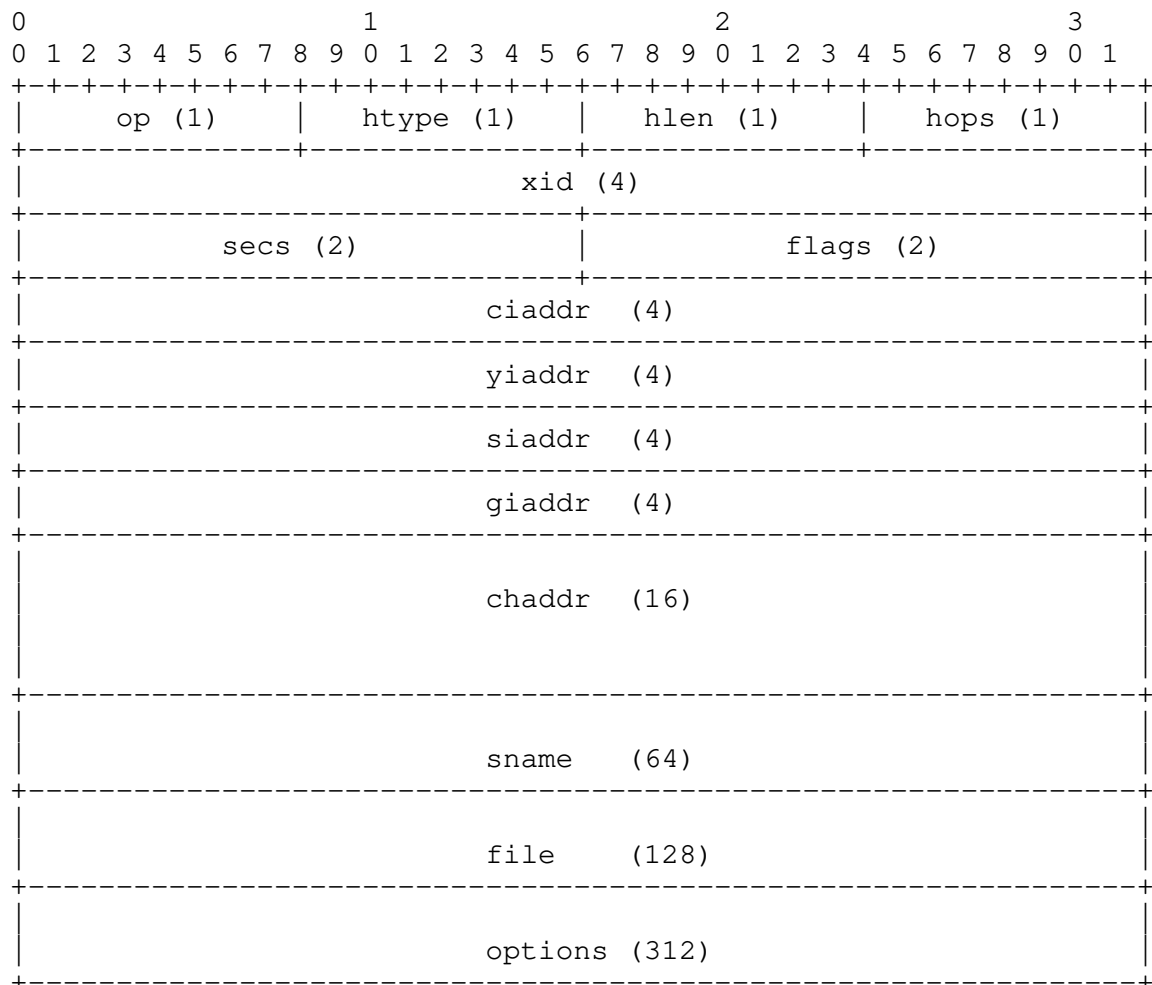 0                   1                   2                   3
0 1 2 3 4 5 6 7 8 9 0 1 2 3 4 5 6 7 8 9 0 1 2 3 4 5 6 7 8 9 0 1
+-+-+-+-+-+-+-+-+-+-+-+-+-+-+-+-+-+-+-+-+-+-+-+-+-+-+-+-+-+-+-+-+
|     op (1)    |   htype (1)   |   hlen (1)    |   hops (1)    |
+---------------+---------------+---------------+---------------+
|                            xid (4)                            |
+-------------------------------+-------------------------------+
|           secs (2)            |           flags (2)           |
+-------------------------------+-------------------------------+
|                          ciaddr  (4)                          |
+---------------------------------------------------------------+
|                          yiaddr  (4)                          |
+---------------------------------------------------------------+
|                          siaddr  (4)                          |
+---------------------------------------------------------------+
|                          giaddr  (4)                          |
+---------------------------------------------------------------+
|                                                               |
|                          chaddr  (16)                         |
|                                                               |
|                                                               |
+---------------------------------------------------------------+
|                                                               |
|                          sname   (64)                         |
+---------------------------------------------------------------+
|                                                               |
|                          file    (128)                        |
+---------------------------------------------------------------+
|                                                               |
|                          options (312)                        |
+---------------------------------------------------------------+